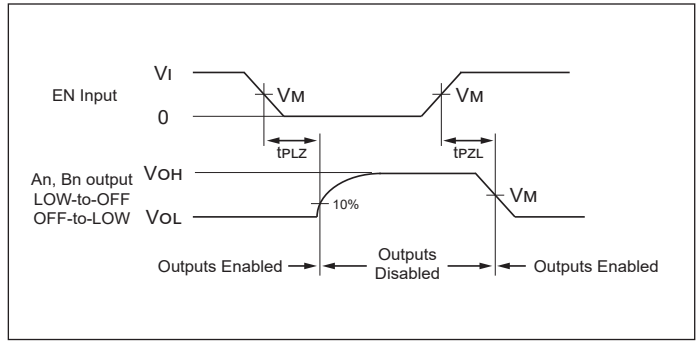 VI
EN Input
VM
VM
0
tPLZ
tPZL
An, Bn output
LOW-to-OFF
OFF-to-LOW
VOH
VOL
10%
VM
Outputs Enabled
Outputs
Disabled
Outputs Enabled